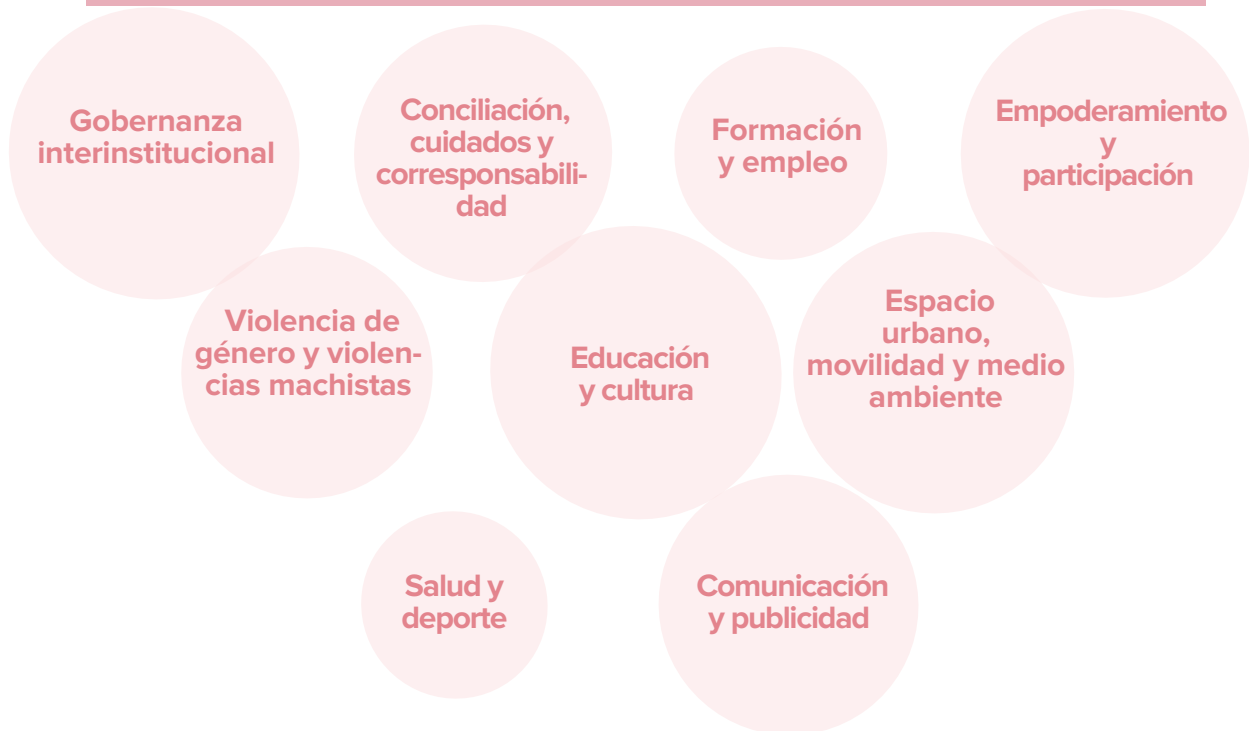 Gobernanza
interinstitucional
Conciliación,
cuidados y
corresponsabili-
dad
Formación
y empleo
Empoderamiento
y
participación
Violencia de
género y violen-
cias machistas
Educación
y cultura
Espacio
urbano,
movilidad y medio
ambiente
Salud y
deporte
Comunicación
y publicidad